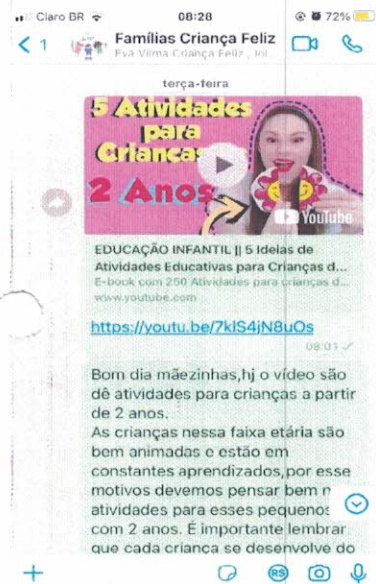 Claro BR 08:28 72%
1 Famílias Criança Feliz
Eva Vilma Criança Feliz, Jol...
terça-feira
5 Atividades
para
Crianças
2 Anos
YouTube
EDUCAÇÃO INFANTIL || 5 Ideias de
Atividades Educativas para Crianças d...
E-book com 250 Atividades para crianças d...
www.youtube.com
https://youtu.be/7klS4jN8uOs
08:01
Bom dia mãezinhas,hj o vídeo são
dê atividades para crianças a partir
de 2 anos.
As crianças nessa faixa etária são
bem animadas e estão em
constantes aprendizados,por esse
motivos devemos pensar bem n
atividades para esses pequenos
com 2 anos. É importante lembrar
que cada criança se desenvolve do
R$